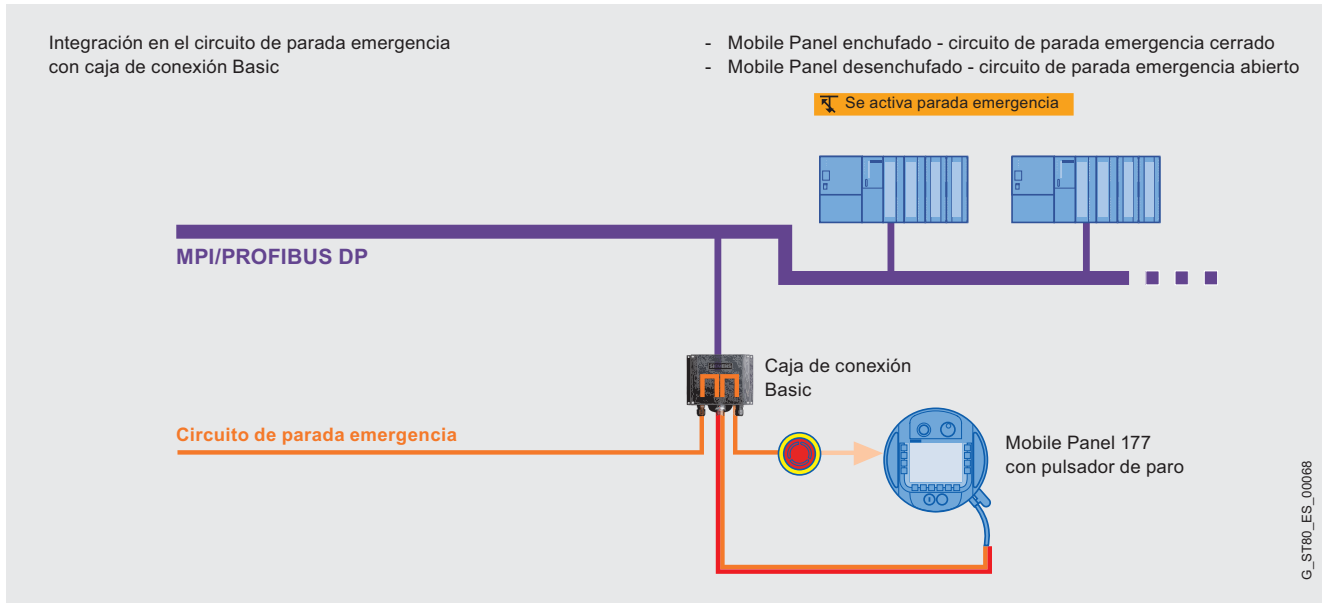 Integración en el circuito de parada emergencia
con caja de conexión Basic
- Mobile Panel enchufado - circuito de parada emergencia cerrado
- Mobile Panel desenchufado - circuito de parada emergencia abierto
Se activa parada emergencia
MPI/PROFIBUS DP
Caja de conexión
Basic
Circuito de parada emergencia
Mobile Panel 177
con pulsador de paro
G_ST80_ES_00068